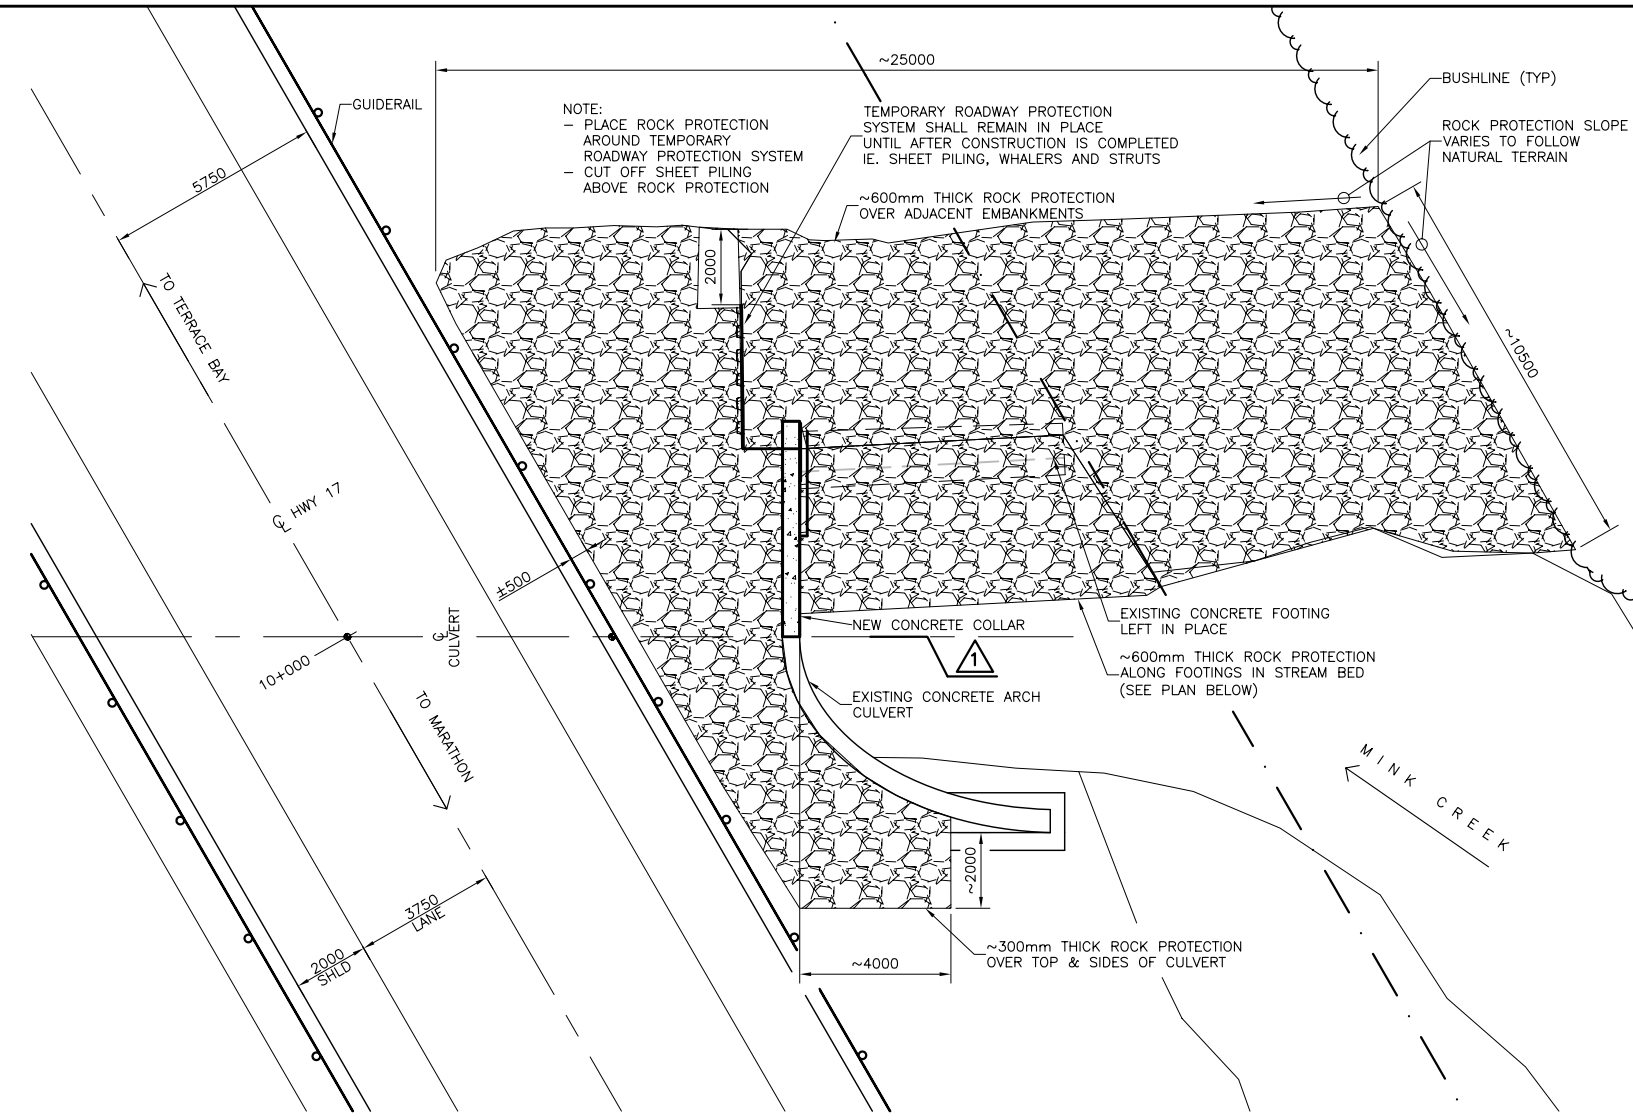 ~25000
BUSHLINE (TYP)
GUIDERAIL
NOTE:
- PLACE ROCK PROTECTION
AROUND TEMPORARY
ROADWAY PROTECTION SYSTEM
- CUT OFF SHEET PILING
ABOVE ROCK PROTECTION
TEMPORARY ROADWAY PROTECTION
SYSTEM SHALL REMAIN IN PLACE
UNTIL AFTER CONSTRUCTION IS COMPLETED
IE. SHEET PILING, WHALERS AND STRUTS
ROCK PROTECTION SLOPE
VARIES TO FOLLOW
NATURAL TERRAIN
5750
~600mm THICK ROCK PROTECTION
OVER ADJACENT EMBANKMENTS
2000
TO TERRACE BAY
~10500
℄ HWY 17
±500
℄
CULVERT
10+000
NEW CONCRETE COLLAR
1
EXISTING CONCRETE FOOTING
LEFT IN PLACE
~600mm THICK ROCK PROTECTION
ALONG FOOTINGS IN STREAM BED
(SEE PLAN BELOW)
EXISTING CONCRETE ARCH
CULVERT
TO MARATHON
MINK CREEK
~2000
3750
LANE
2000
SHLD
~4000
~300mm THICK ROCK PROTECTION
OVER TOP & SIDES OF CULVERT